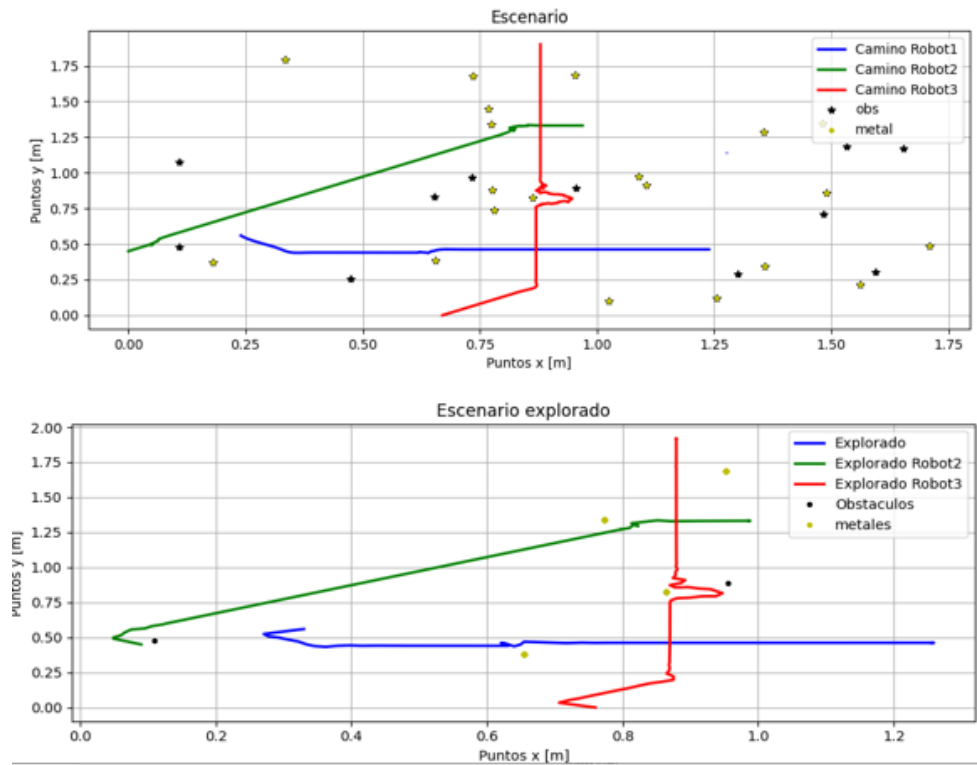 Escenario
Camino Robot1
Camino Robot2
Camino Robot3
obs
metal
Puntos y [m]
1.75
1.50
1.25
1.00
0.75
0.50
0.25
0.00
0.00 0.25 0.50 0.75 1.00 1.25 1.50 1.75
Puntos x [m]
Escenario explorado
Explorado
Explorado Robot2
Explorado Robot3
Obstaculos
metales
Puntos y [m]
2.00
1.75
1.50
1.25
1.00
0.75
0.50
0.25
0.00
0.0 0.2 0.4 0.6 0.8 1.0 1.2
Puntos x [m]